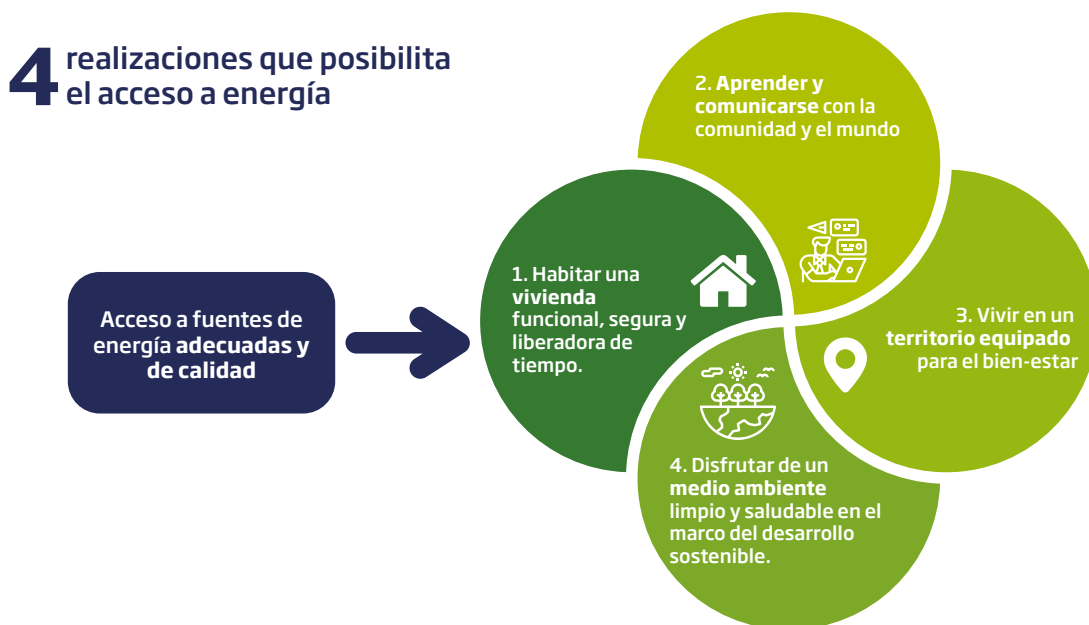 4 realizaciones que posibilita
el acceso a energía
Acceso a fuentes de
energía adecuadas y
de calidad
1. Habitar una
vivienda
funcional, segura y
liberadora de
tiempo.
2. Aprender y
comunicarse con la
comunidad y el mundo
3. Vivir en un
territorio equipado
para el bien-estar
4. Disfrutar de un
medio ambiente
limpio y saludable en el
marco del desarrollo
sostenible.